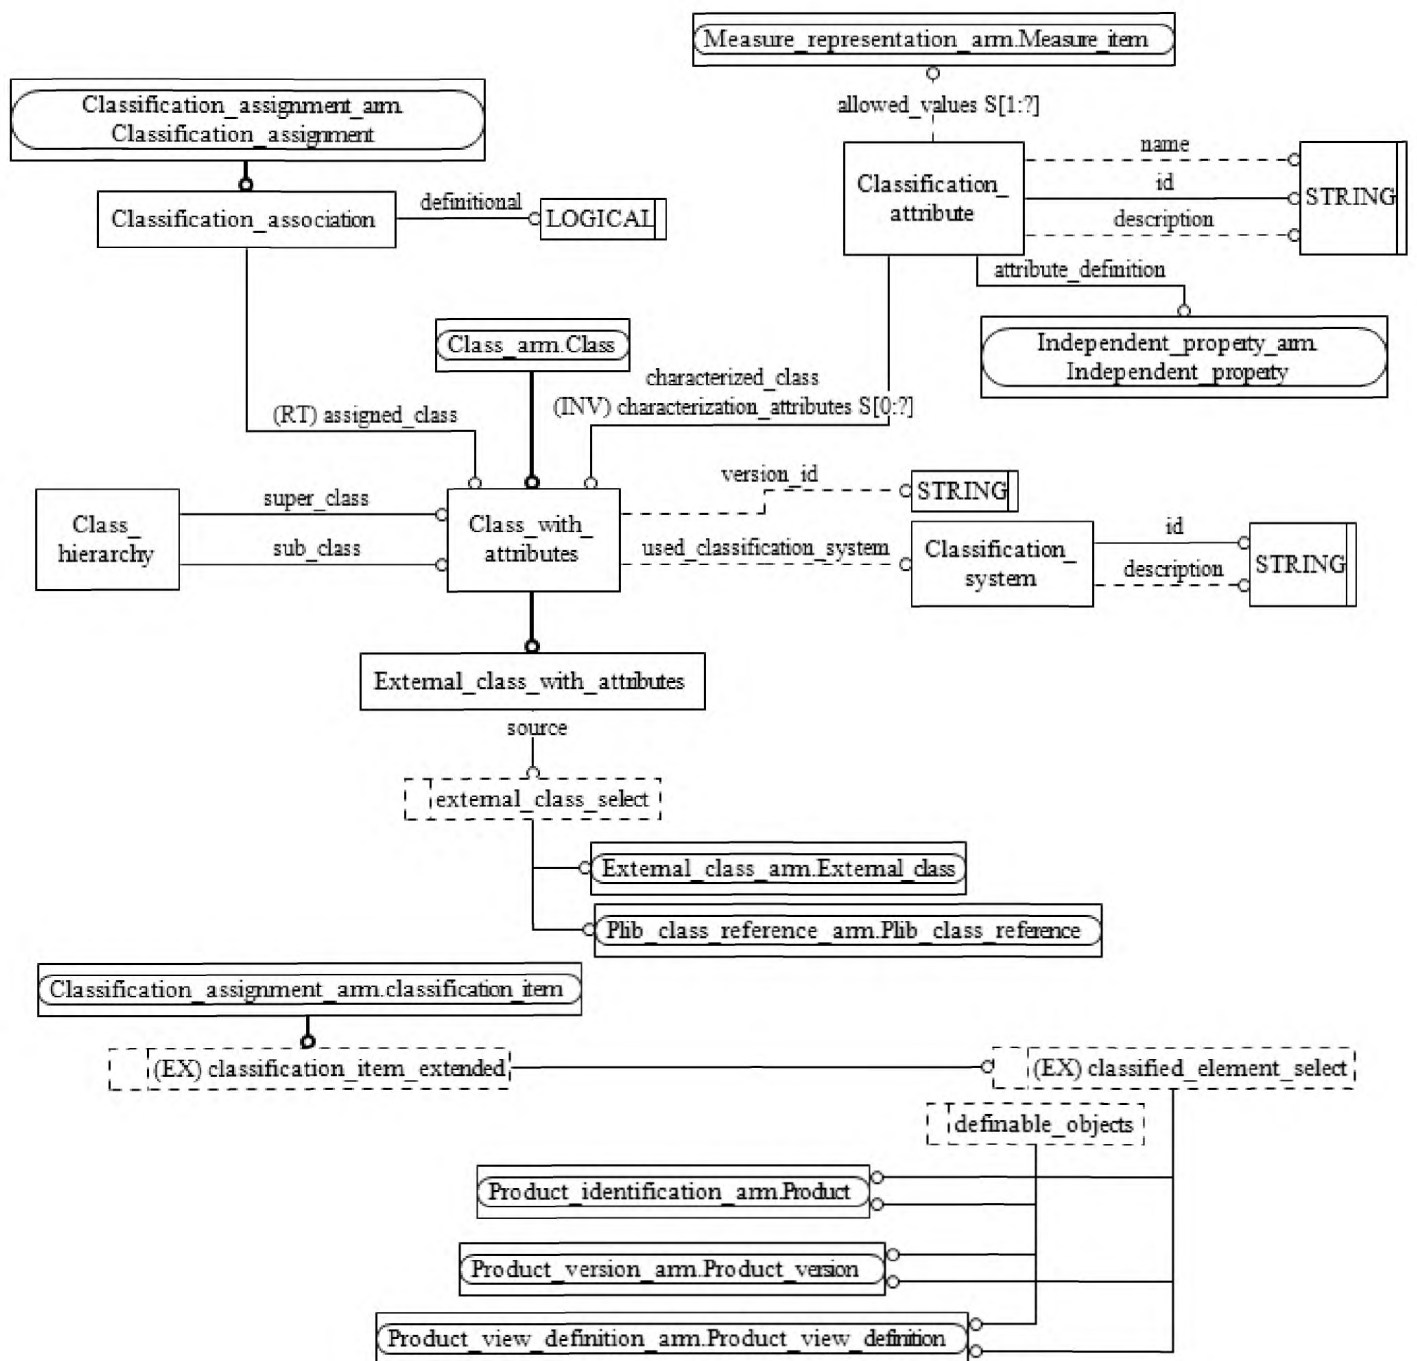 Measure_representation_arm.Measure_item
Classification_assignment_arm.
Classification_assignment
allowed_values S[1:?]
Classification_
attribute
name
id
description
STRING
Classification_association
definitional
LOGICAL
attribute_definition
Independent_property_arm.
Independent_property
Class_arm.Class
characterized_class
(INV) characterization_attributes S[0:?]
(RT) assigned_class
Class_
hierarchy
super_class
sub_class
Class_with_
attributes
version_id
STRING
used_classification_system
Classification_
system
id
description
STRING
External_class_with_attributes
source
external_class_select
External_class_arm.External_class
Plib_class_reference_arm.Plib_class_reference
Classification_assignment_arm.classification_item
(EX) classification_item_extended
(EX) classified_element_select
definable_objects
Product_identification_arm.Product
Product_version_arm.Product_version
Product_view_definition_arm.Product_view_definition